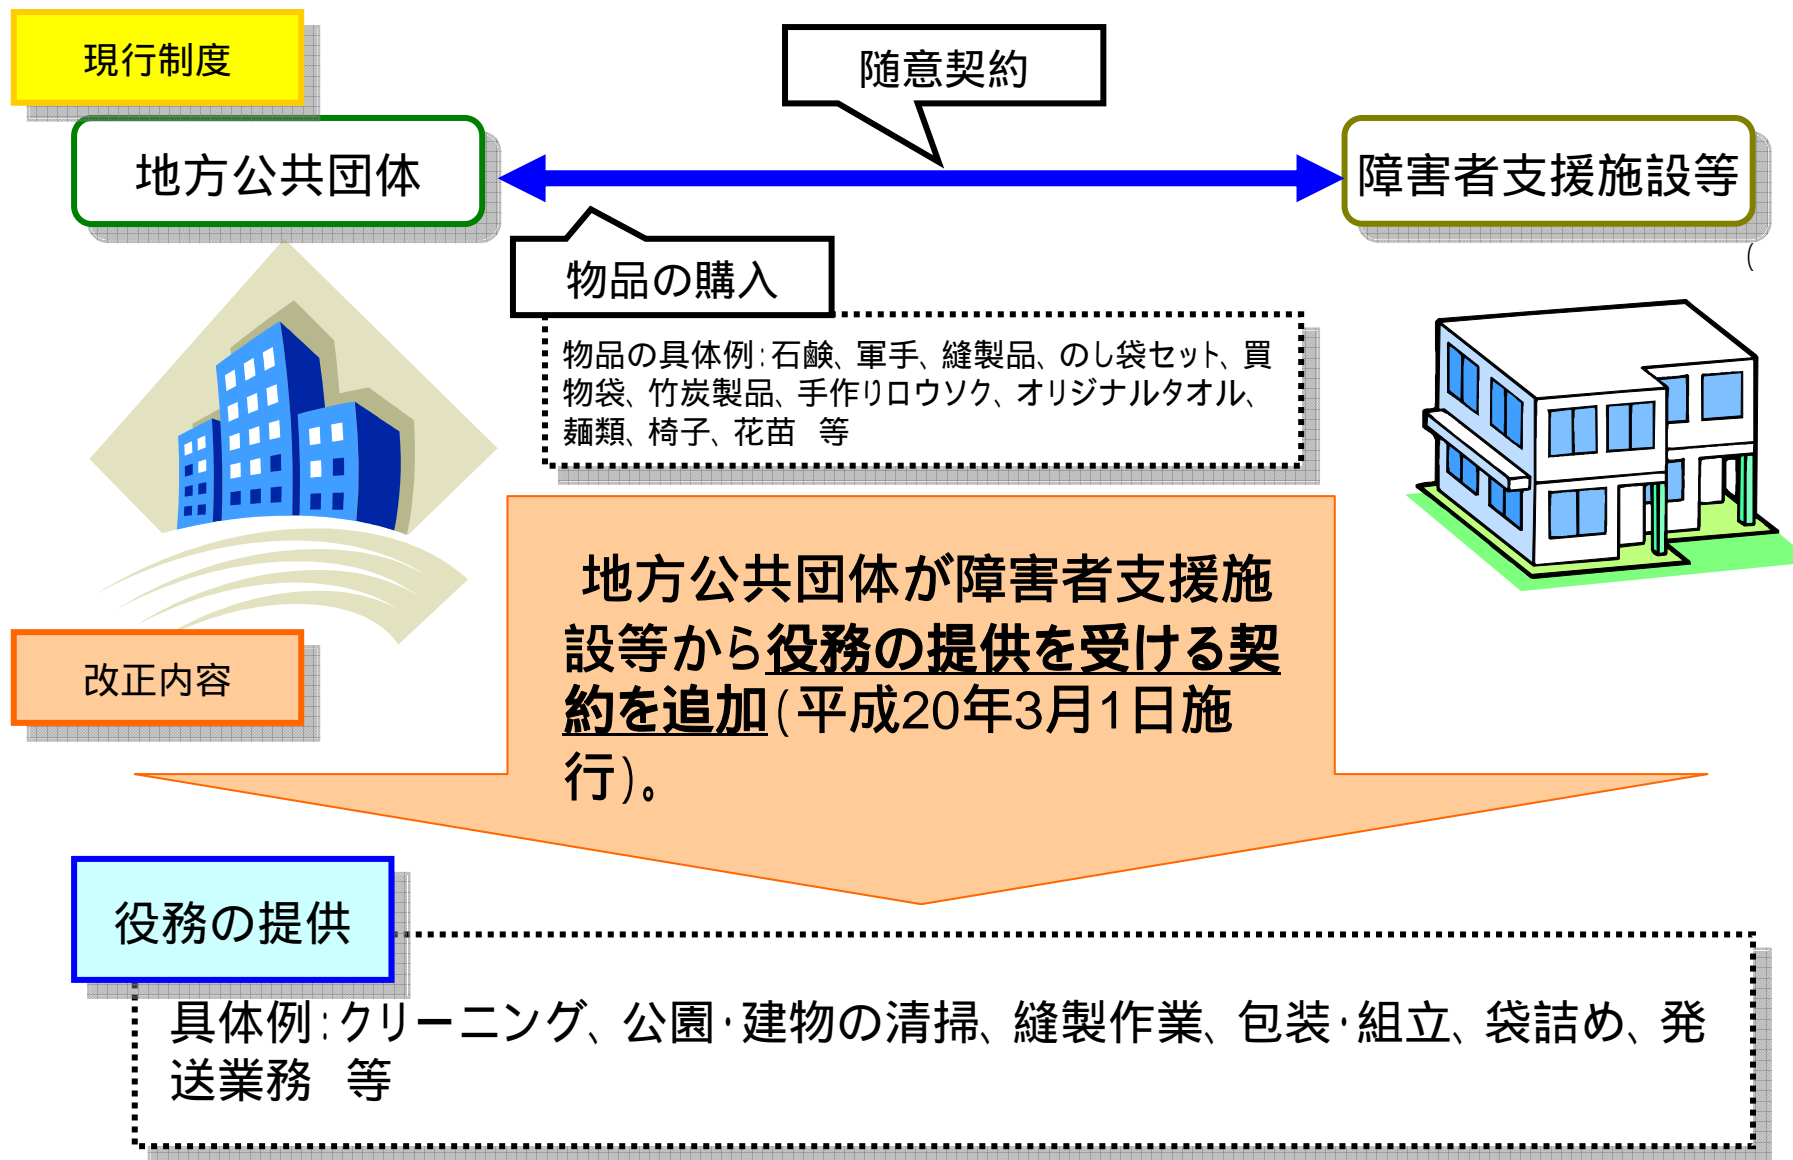 現行制度
随意契約
地方公共団体
障害者支援施設等
(
物品の購入
物品の具体例:石鹸、軍手、縫製品、のし袋セット、買
物袋、竹炭製品、手作りロウソク、オリジナルタオル、
麺類、椅子、花苗　等
地方公共団体が障害者支援施
設等から役務の提供を受ける契
約を追加(平成20年3月1日施
行)。
改正内容
役務の提供
具体例:クリーニング、公園・建物の清掃、縫製作業、包装・組立、袋詰め、発
送業務　等